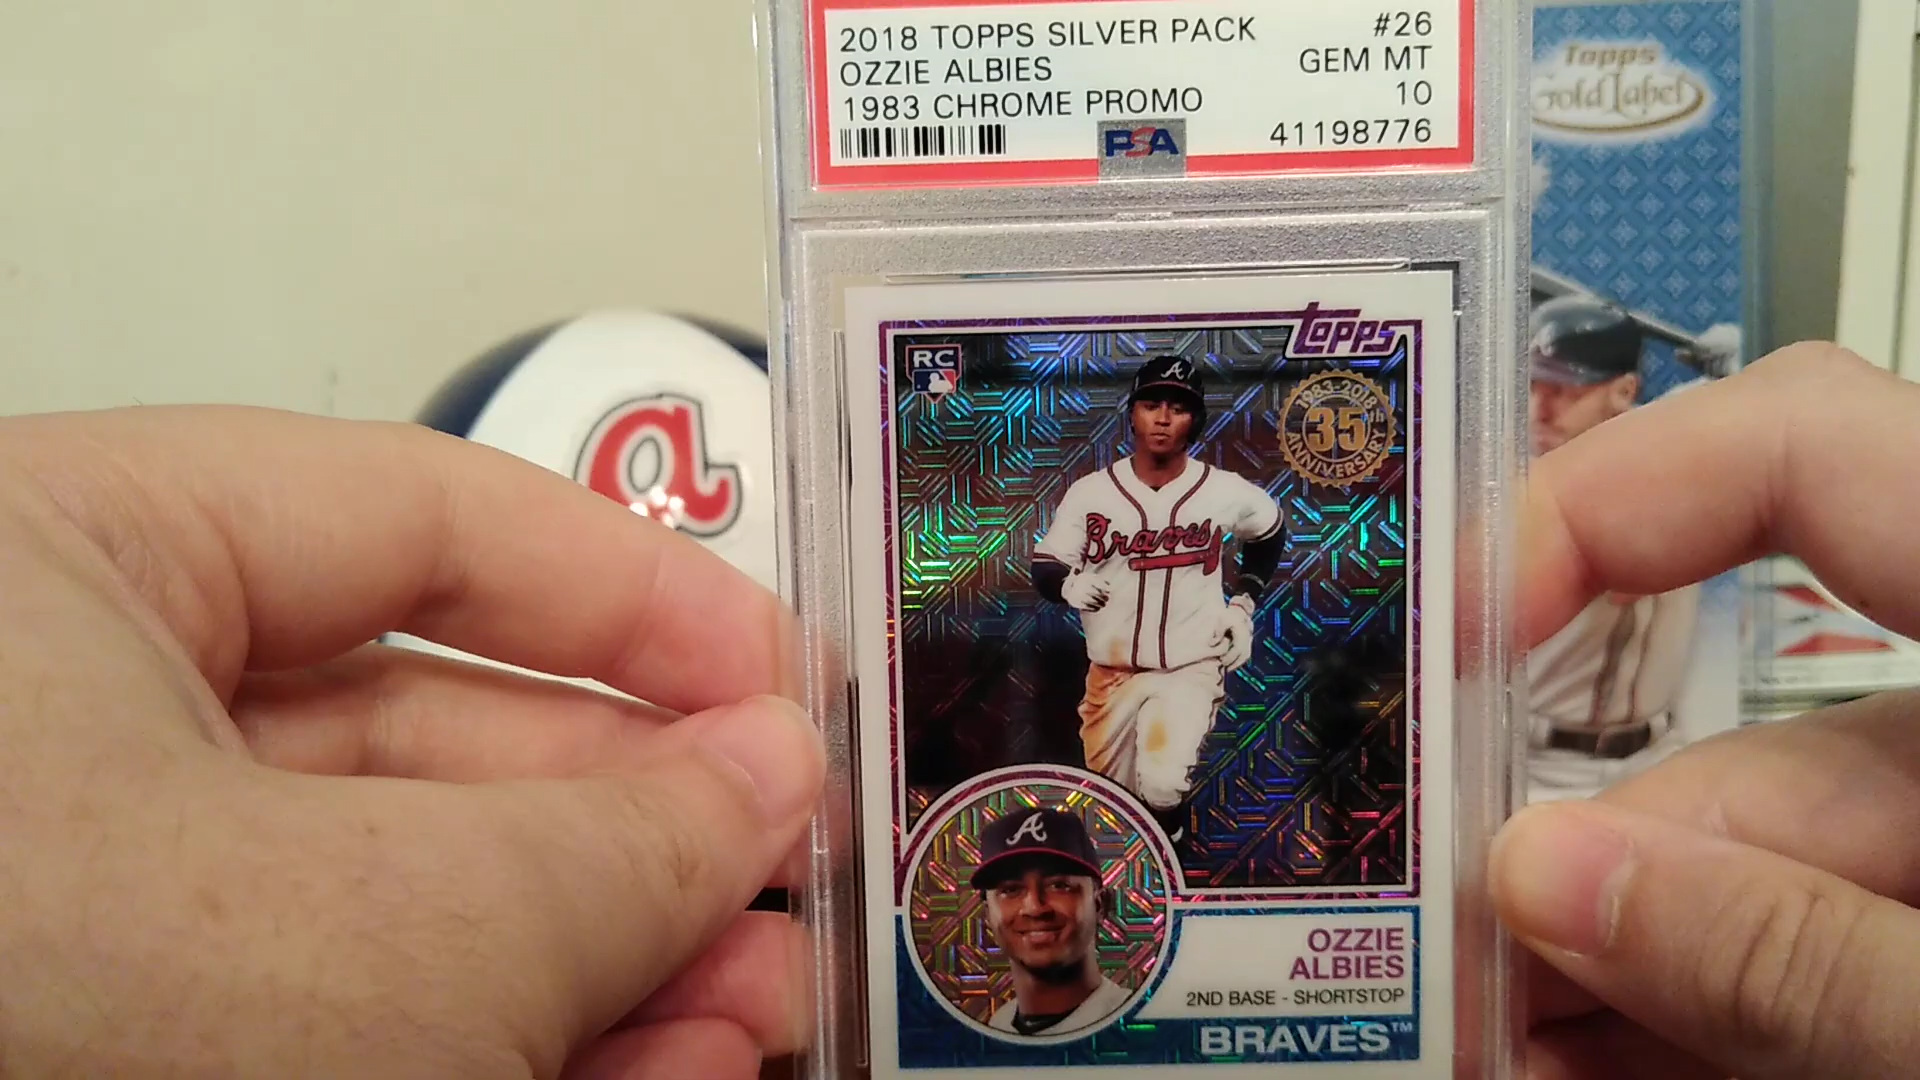 2018 TOPPS SILVER PACK #26
OZZIE ALBIES GEM MT
1983 CHROME PROMO 10
PSA 41198776
Topps
Gold Label
topps
RC
A
1983-2018
35th
ANNIVERSARY
a
Braves
A
OZZIE
ALBIES
2ND BASE - SHORTSTOP
BRAVES™